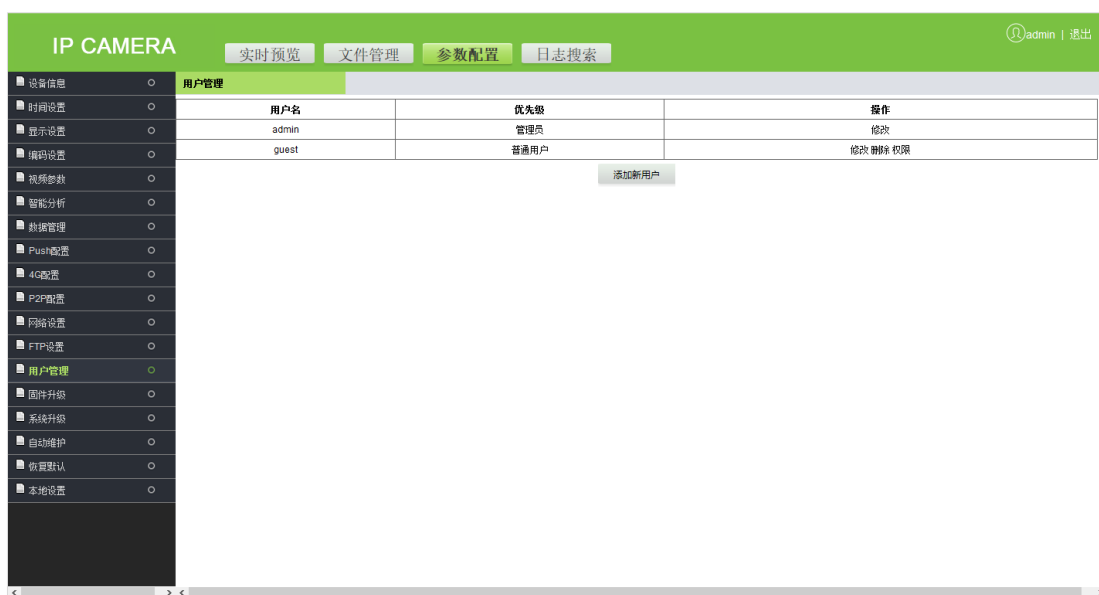 IP CAMERA
实时预览 文件管理 参数配置 日志搜索
admin | 退出
设备信息
时间设置
显示设置
编码设置
视频参数
智能分析
数据管理
Push配置
4G配置
P2P配置
网络设置
FTP设置
用户管理
固件升级
系统升级
自动维护
恢复默认
本地设置
用户管理
用户名 优先级 操作
admin 管理员 修改
guest 普通用户 修改 删除 权限
添加新用户